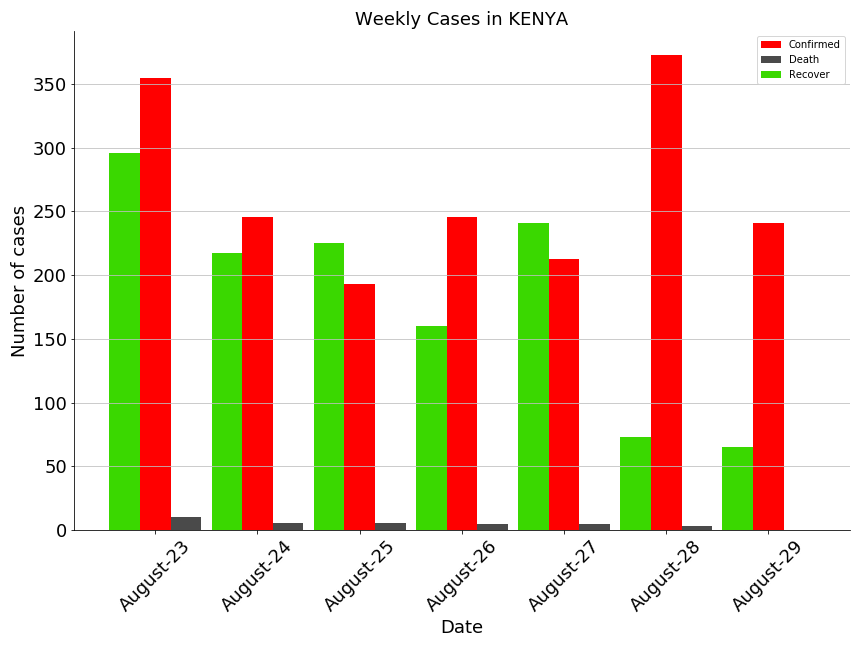 Weekly Cases in KENYA
Confirmed
Death
Recover
Number of cases
350
300
250
200
150
100
50
0
August-23
August-24
August-25
August-26
August-27
August-28
August-29
Date